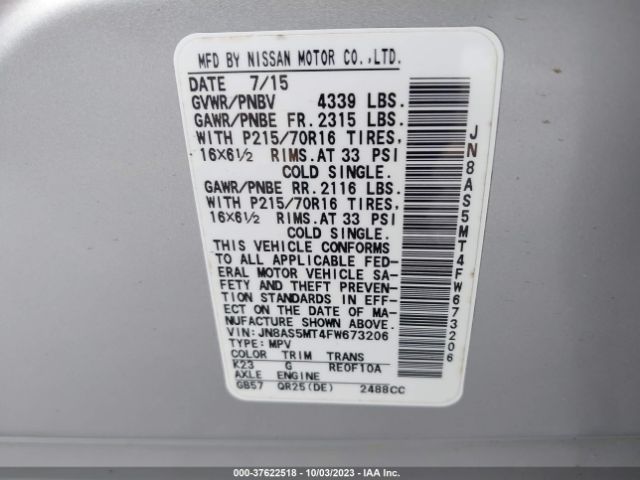 MFD BY NISSAN MOTOR CO.,LTD.
DATE 7/15
GVWR/PNBV 4339 LBS.
GAWR/PNBE FR.2315 LBS.
WITH P215/70R16 TIRES,
16X6½ RIMS.AT 33 PSI
COLD SINGLE.
GAWR/PNBE RR.2116 LBS.
WITH P215/70R16 TIRES,
16X6½ RIMS.AT 33 PSI
COLD SINGLE.
THIS VEHICLE CONFORMS
TO ALL APPLICABLE FED-
ERAL MOTOR VEHICLE SA-
FETY AND THEFT PREVEN-
TION STANDARDS IN EFF-
ECT ON THE DATE OF MA-
NUFACTURE SHOWN ABOVE.
VIN:JN8AS5MT4FW673206
TYPE:MPV
COLOR TRIM TRANS
K23 G RE0F10A
AXLE ENGINE
GB57 QR25(DE) 2488CC
JN8AS5MT4FW673206
000-37622518 - 10/03/2023 - IAA Inc.